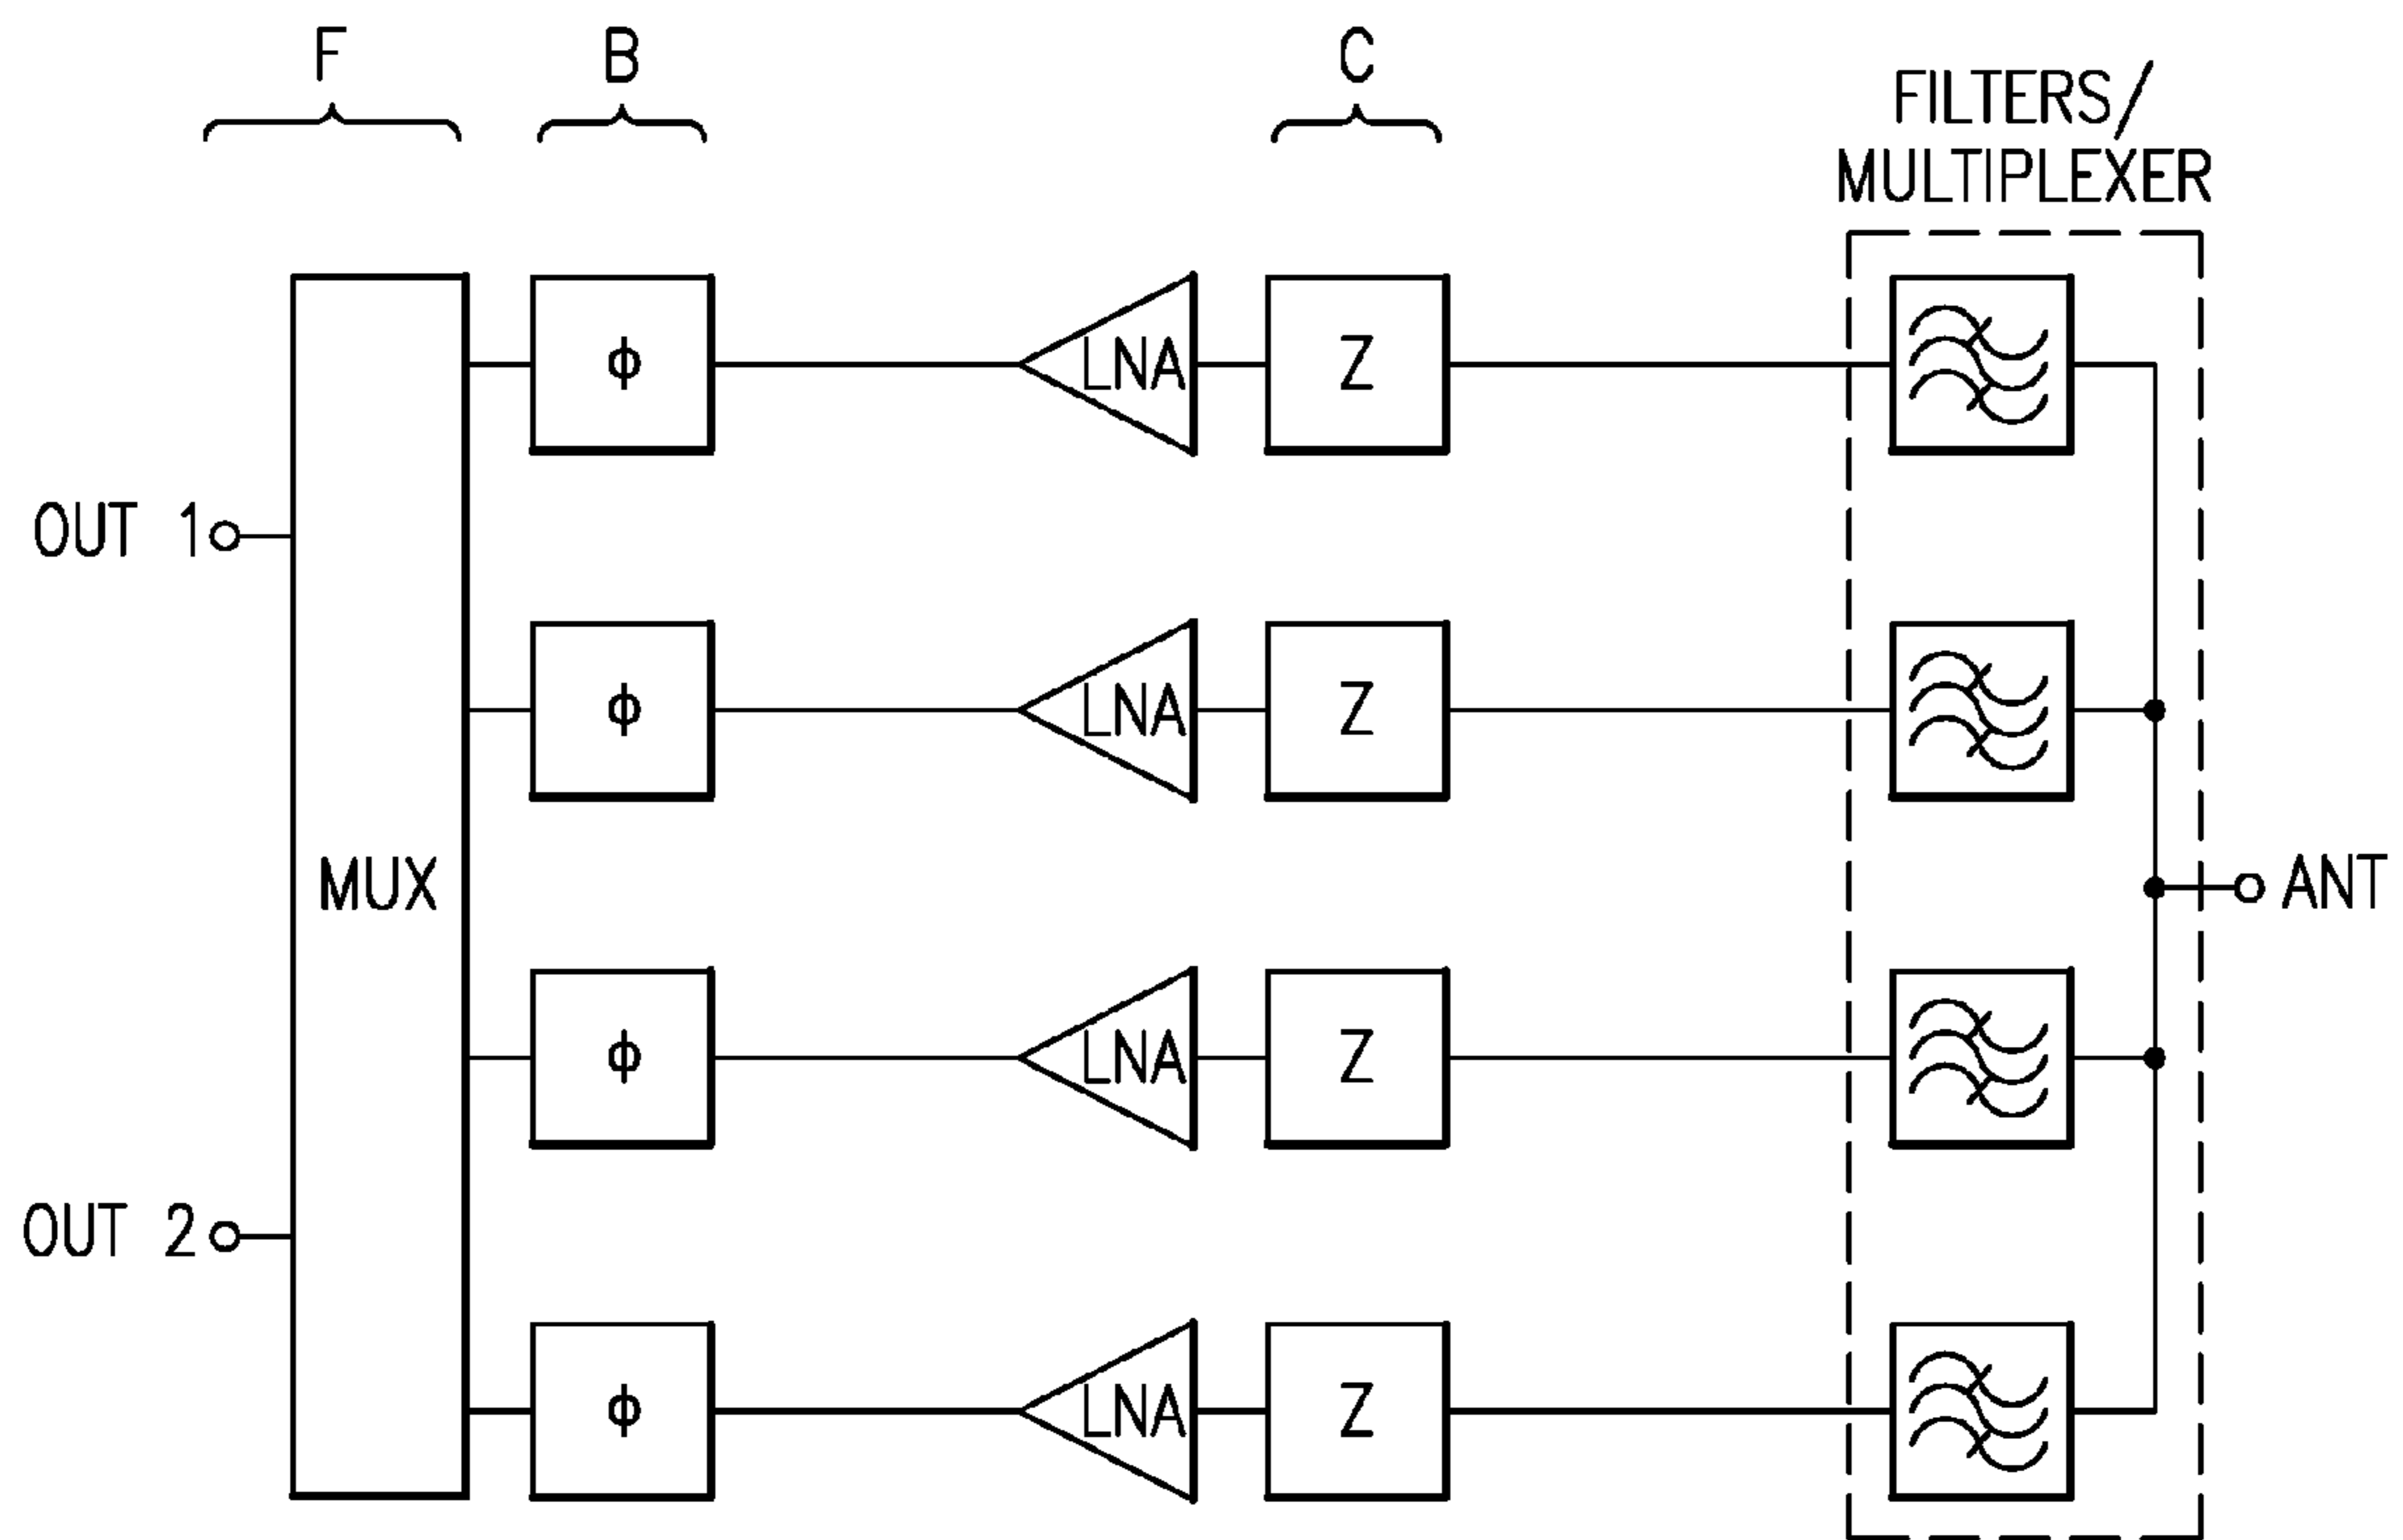 F
B
C
FILTERS/
MULTIPLEXER
Φ
LNA
Z
OUT 1
Φ
LNA
Z
MUX
ANT
Φ
LNA
Z
OUT 2
Φ
LNA
Z